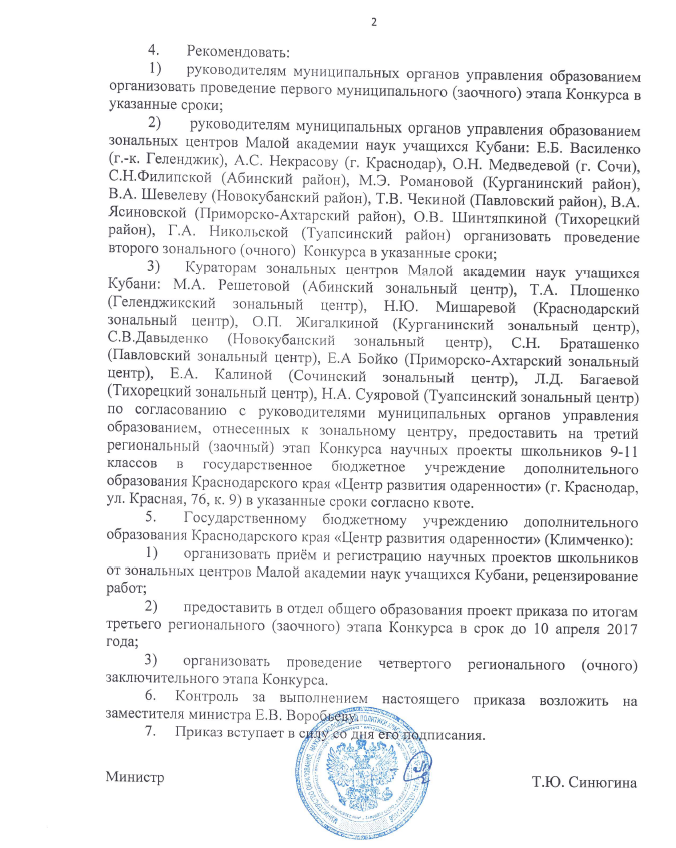 2
4. Рекомендовать:
1) руководителям муниципальных органов управления образованием
организовать проведение первого муниципального (заочного) этапа Конкурса в
указанные сроки;
2) руководителям муниципальных органов управления образованием
зональных центров Малой академии наук учащихся Кубани: Е.Б. Василенко
(г.-к. Геленджик), А.С. Некрасову (г. Краснодар), О.Н. Медведевой (г. Сочи),
С.Н.Филипской (Абинский район), М.Э. Романовой (Курганинский район),
В.А. Шевелеву (Новокубанский район), Т.В. Чекиной (Павловский район), В.А.
Ясиновской (Приморско-Ахтарский район), О.В. Шинтяпкиной (Тихорецкий
район), Г.А. Никольской (Туапсинский район) организовать проведение
второго зонального (очного) Конкурса в указанные сроки;
3) Кураторам зональных центров Малой академии наук учащихся
Кубани: М.А. Решетовой (Абинский зональный центр), Т.А. Плошенко
(Геленджикский зональный центр), Н.Ю. Мишаревой (Краснодарский
зональный центр), О.П. Жигалкиной (Курганинский зональный центр),
С.В.Давыденко (Новокубанский зональный центр), С.Н. Браташенко
(Павловский зональный центр), Е.А Бойко (Приморско-Ахтарский зональный
центр), Е.А. Калиной (Сочинский зональный центр), Л.Д. Багаевой
(Тихорецкий зональный центр), Н.А. Суяровой (Туапсинский зональный центр)
по согласованию с руководителями муниципальных органов управления
образованием, отнесенных к зональному центру, предоставить на третий
региональный (заочный) этап Конкурса научных проекты школьников 9-11
классов в государственное бюджетное учреждение дополнительного
образования Краснодарского края «Центр развития одаренности» (г. Краснодар,
ул. Красная, 76, к. 9) в указанные сроки согласно квоте.
5. Государственному бюджетному учреждению дополнительного
образования Краснодарского края «Центр развития одаренности» (Климченко):
1) организовать приём и регистрацию научных проектов школьников
от зональных центров Малой академии наук учащихся Кубани, рецензирование
работ;
2) предоставить в отдел общего образования проект приказа по итогам
третьего регионального (заочного) этапа Конкурса в срок до 10 апреля 2017
года;
3) организовать проведение четвертого регионального (очного)
заключительного этапа Конкурса.
6. Контроль за выполнением настоящего приказа возложить на
заместителя министра Е.В. Воробьеву.
7. Приказ вступает в силу со дня его подписания.
Министр Т.Ю. Синюгина